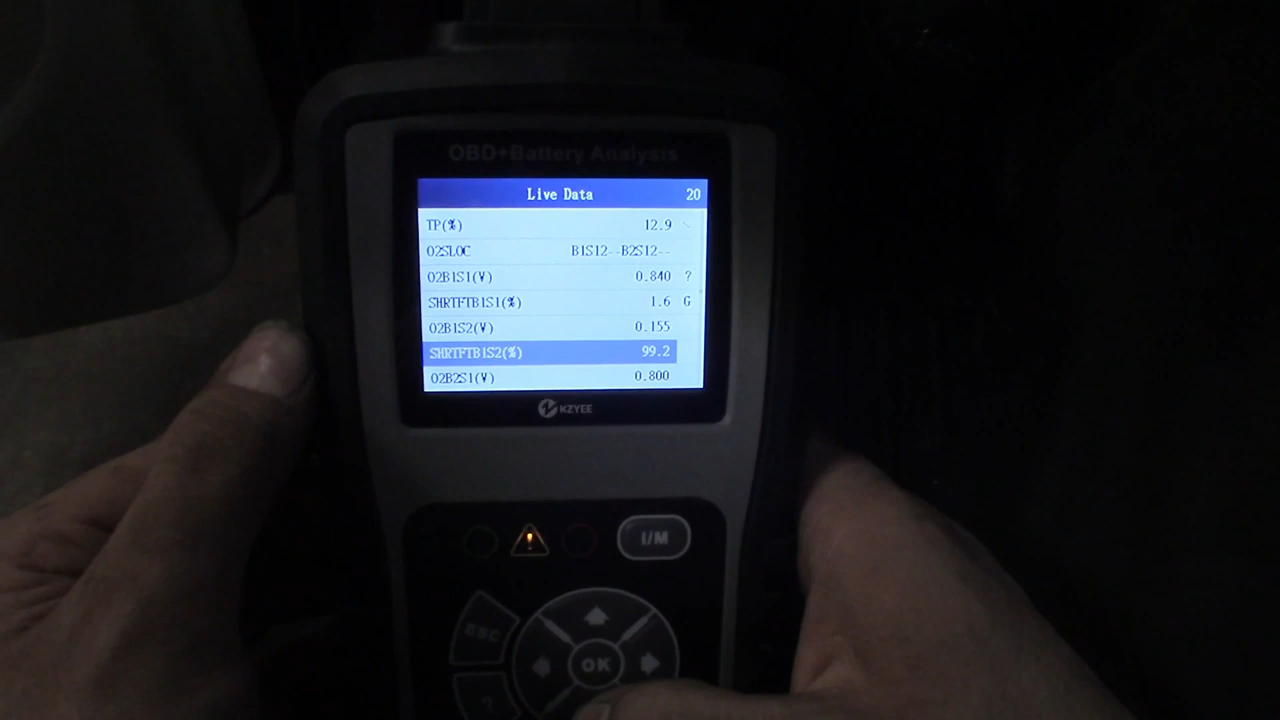 OBD+Battery Analysis
Live Data 20
TP(%) 12.9
O2SLOC B1S12--B2S12--
O2B1S1(V) 0.840 ?
SHRTFTB1S1(%) 1.6 G
O2B1S2(V) 0.155
SHRTFTB1S2(%) 99.2
O2B2S1(V) 0.800
KZYEE
! I/M
ESC
OK
?